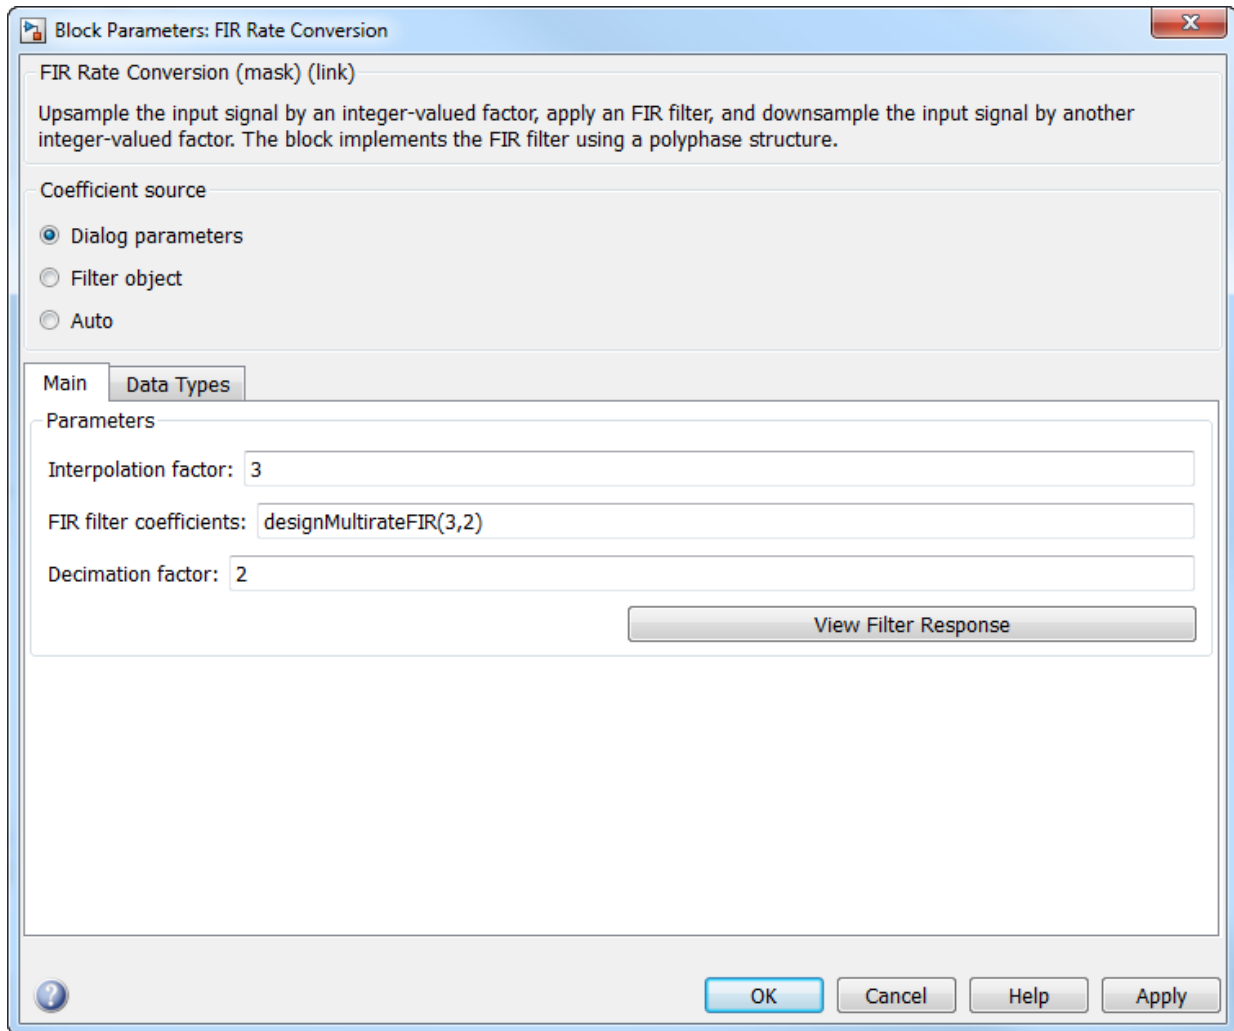 Block Parameters: FIR Rate Conversion
X
FIR Rate Conversion (mask) (link)
Upsample the input signal by an integer-valued factor, apply an FIR filter, and downsample the input signal by another
integer-valued factor. The block implements the FIR filter using a polyphase structure.
Coefficient source
Dialog parameters
Filter object
Auto
Main Data Types
Parameters
Interpolation factor: 3
FIR filter coefficients: designMultirateFIR(3,2)
Decimation factor: 2
View Filter Response
? OK Cancel Help Apply